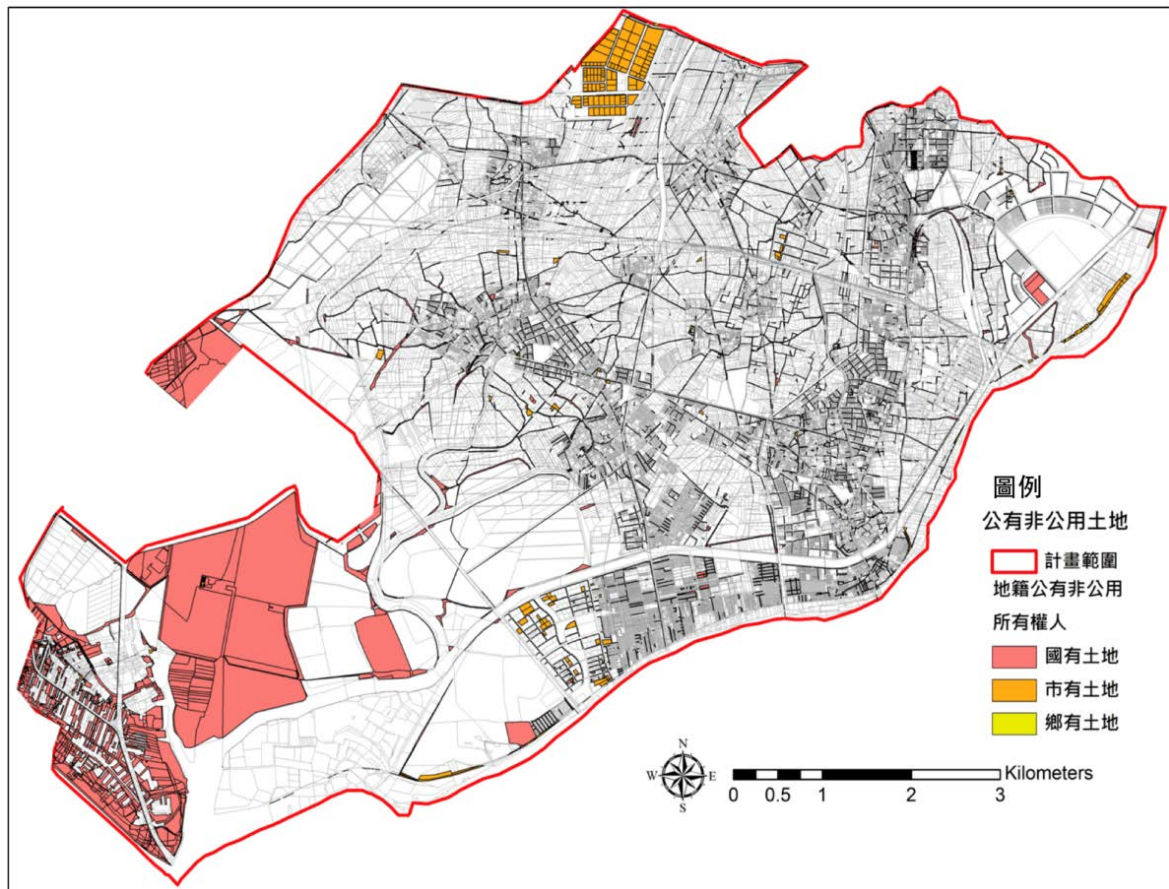 圖例
公有非公用土地
計畫範圍
地籍公有非公用
所有權人
國有土地
市有土地
鄉有土地
N
W E
S
Kilometers
0 0.5 1 2 3